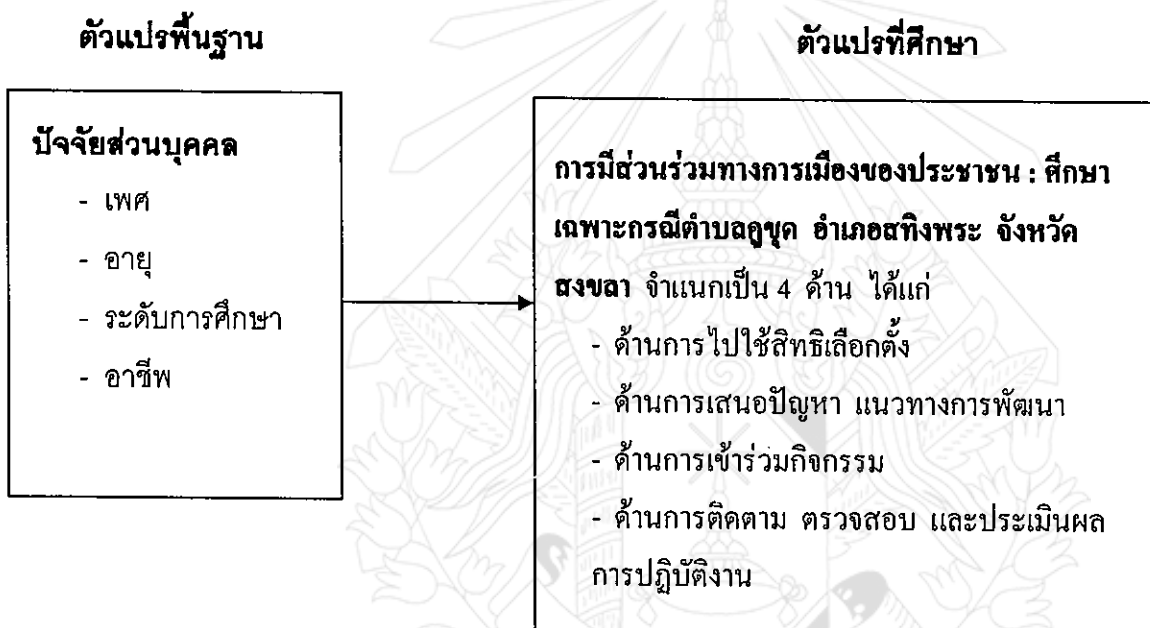 ตัวแปรพื้นฐาน
ตัวแปรที่ศึกษา
ปัจจัยส่วนบุคคล
- เพศ
- อายุ
- ระดับการศึกษา
- อาชีพ
การมีส่วนร่วมทางการเมืองของประชาชน : ศึกษา
เฉพาะกรณีตำบลคูขุด อำเภอสทิงพระ จังหวัด
สงขลา จำแนกเป็น 4 ด้าน ได้แก่
- ด้านการไปใช้สิทธิเลือกตั้ง
- ด้านการเสนอปัญหา แนวทางการพัฒนา
- ด้านการเข้าร่วมกิจกรรม
- ด้านการติดตาม ตรวจสอบ และประเมินผล
การปฏิบัติงาน